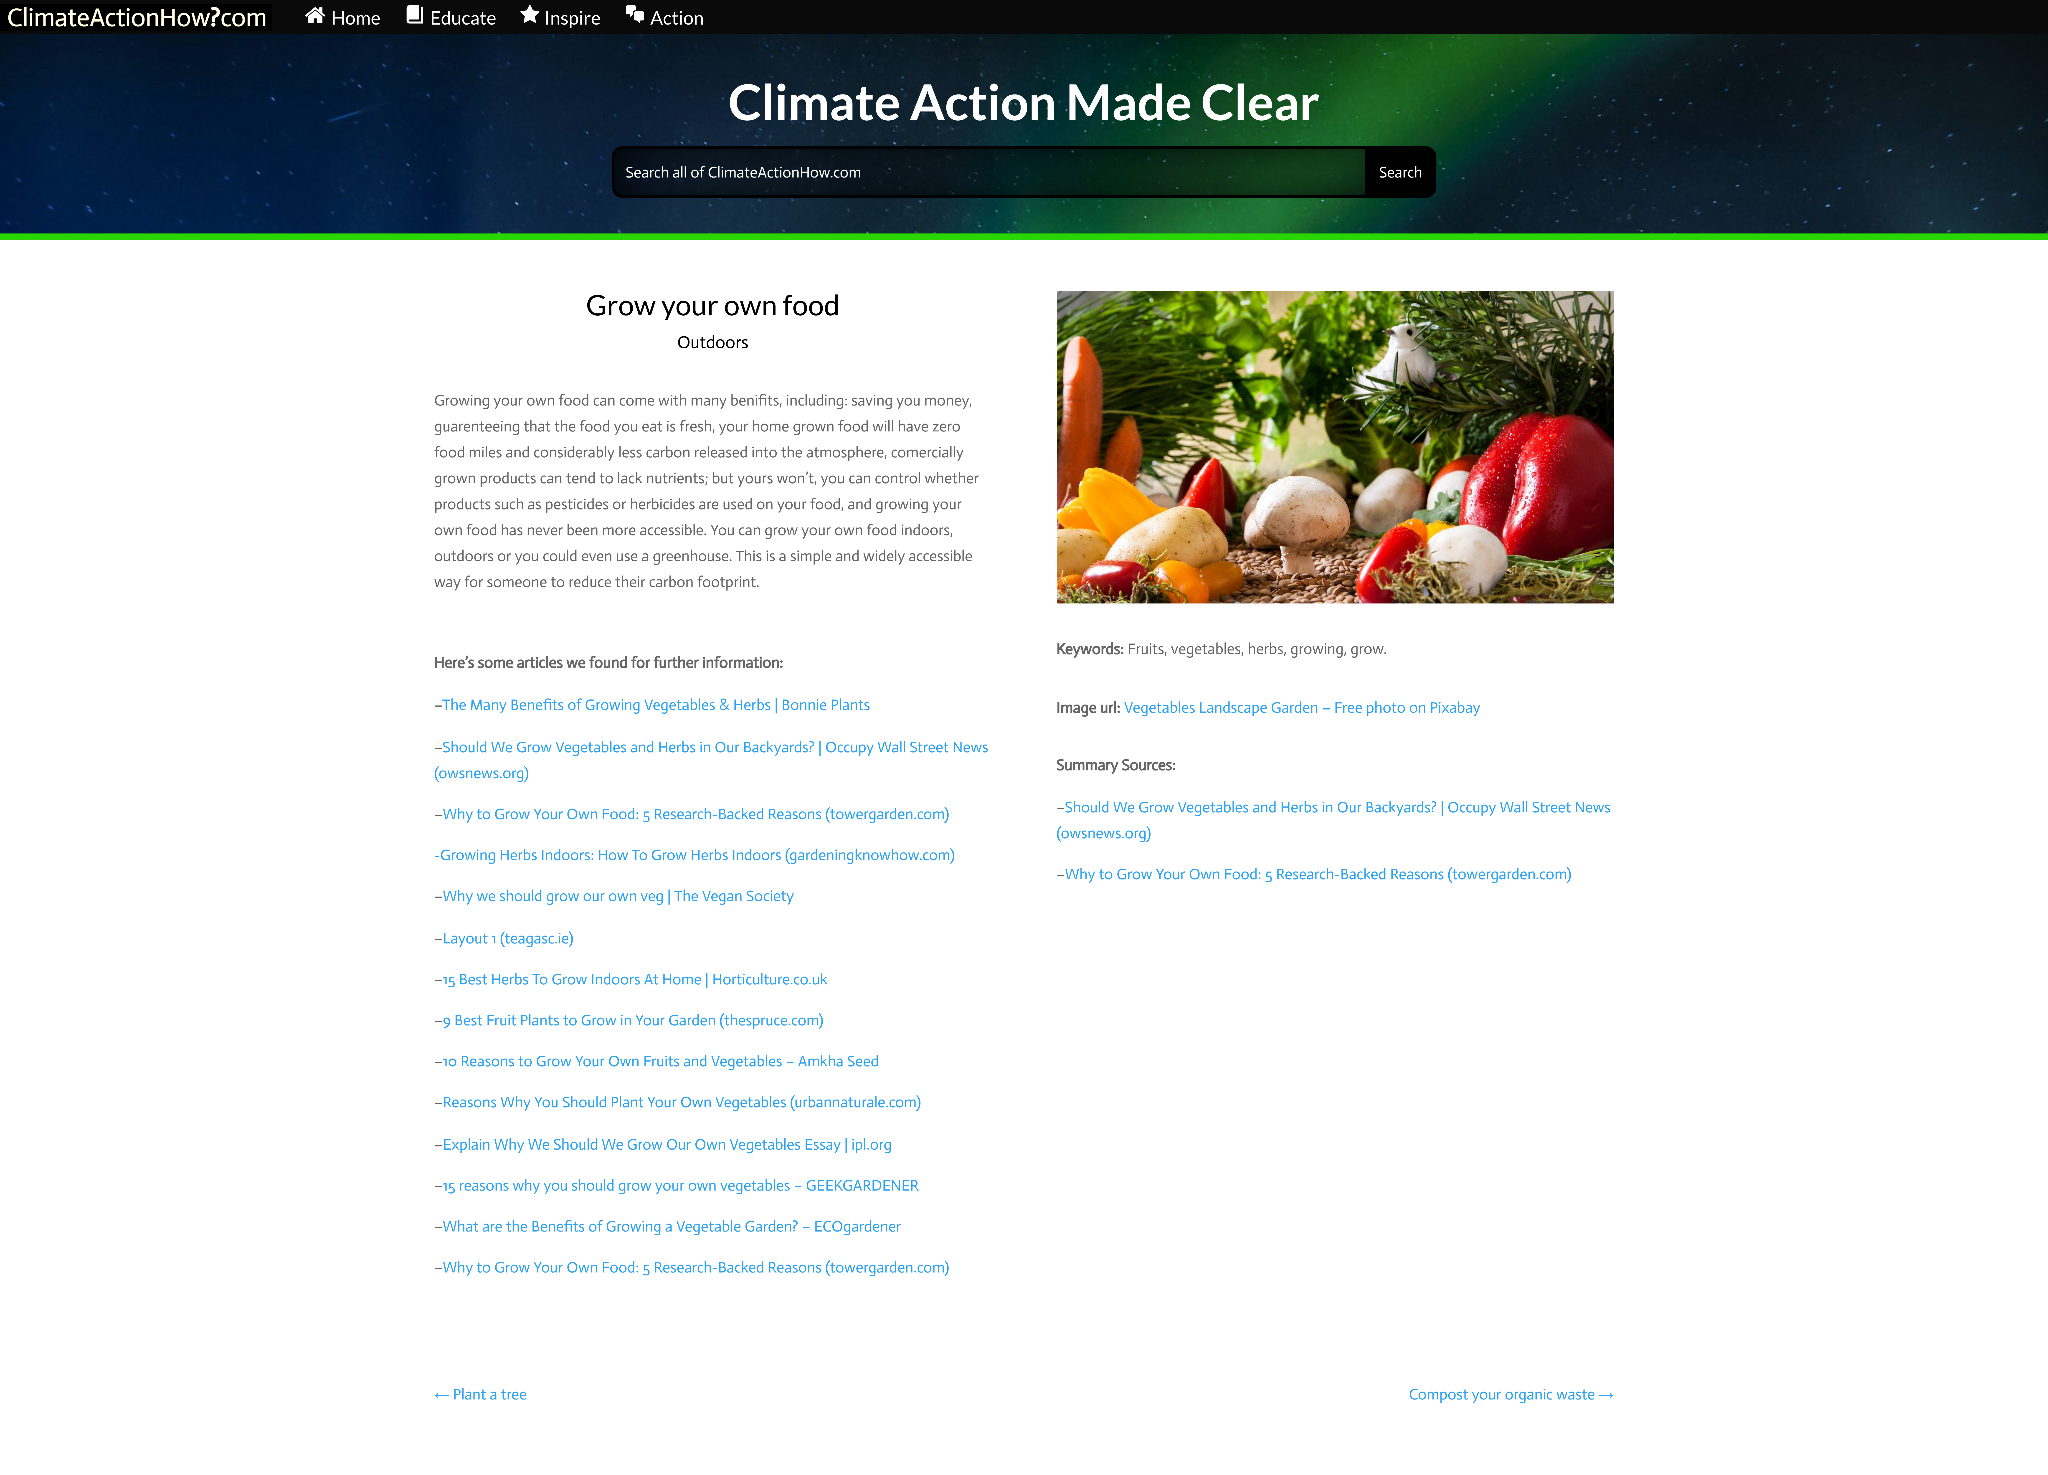 ClimateActionHow?com
Home
Educate
Inspire
Action
Climate Action Made Clear
Search all of ClimateActionHow.com
Search
Grow your own food
Outdoors
Growing your own food can come with many benifits, including: saving you money,
guarenteeing that the food you eat is fresh, your home grown food will have zero
food miles and considerably less carbon released into the atmosphere, comercially
grown products can tend to lack nutrients; but yours won’t, you can control whether
products such as pesticides or herbicides are used on your food, and growing your
own food has never been more accessible. You can grow your own food indoors,
outdoors or you could even use a greenhouse. This is a simple and widely accessible
way for someone to reduce their carbon footprint.
Here’s some articles we found for further information:
–The Many Benefits of Growing Vegetables & Herbs | Bonnie Plants
–Should We Grow Vegetables and Herbs in Our Backyards? | Occupy Wall Street News
(owsnews.org)
–Why to Grow Your Own Food: 5 Research-Backed Reasons (towergarden.com)
-Growing Herbs Indoors: How To Grow Herbs Indoors (gardeningknowhow.com)
–Why we should grow our own veg | The Vegan Society
–Layout 1 (teagasc.ie)
–15 Best Herbs To Grow Indoors At Home | Horticulture.co.uk
–9 Best Fruit Plants to Grow in Your Garden (thespruce.com)
–10 Reasons to Grow Your Own Fruits and Vegetables – Amkha Seed
–Reasons Why You Should Plant Your Own Vegetables (urbannaturale.com)
–Explain Why We Should We Grow Our Own Vegetables Essay | ipl.org
–15 reasons why you should grow your own vegetables – GEEKGARDENER
–What are the Benefits of Growing a Vegetable Garden? – ECOgardener
–Why to Grow Your Own Food: 5 Research-Backed Reasons (towergarden.com)
Keywords: Fruits, vegetables, herbs, growing, grow.
Image url: Vegetables Landscape Garden – Free photo on Pixabay
Summary Sources:
–Should We Grow Vegetables and Herbs in Our Backyards? | Occupy Wall Street News
(owsnews.org)
–Why to Grow Your Own Food: 5 Research-Backed Reasons (towergarden.com)
← Plant a tree
Compost your organic waste →